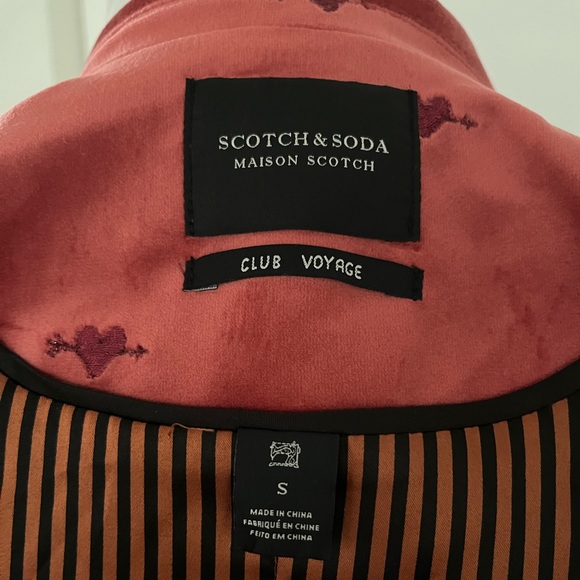 SCOTCH & SODA
MAISON SCOTCH
CLUB VOYAGE
S
MADE IN CHINA
FABRIQUÉ EN CHINE
FEITO EM CHINA